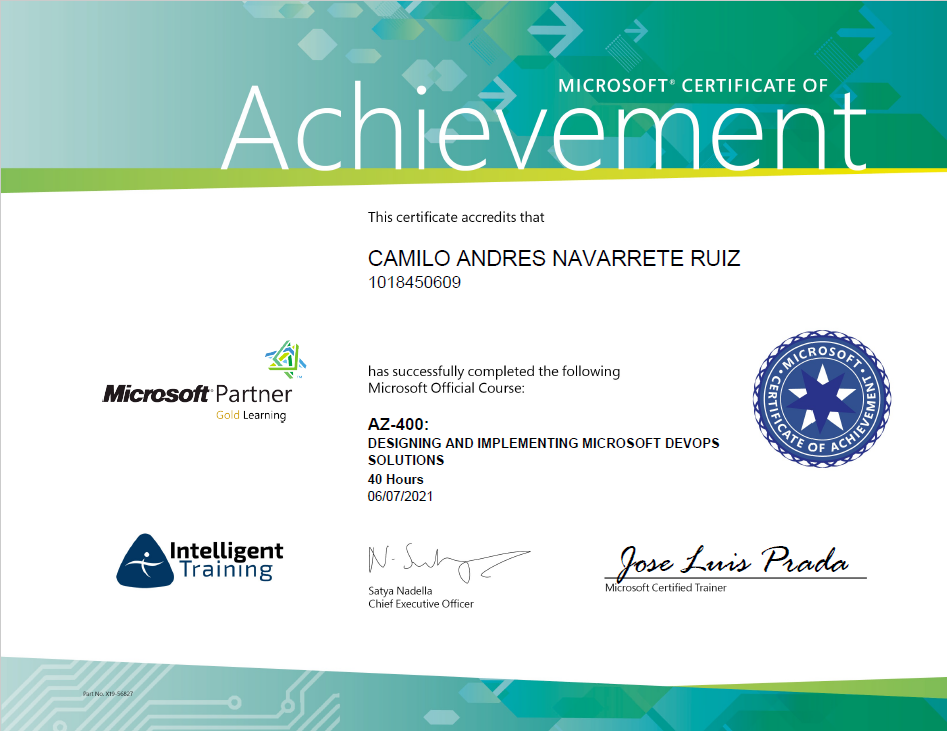 MICROSOFT® CERTIFICATE OF
Achievement
This certificate accredits that
CAMILO ANDRES NAVARRETE RUIZ
1018450609
has successfully completed the following
Microsoft Official Course:
AZ-400:
DESIGNING AND IMPLEMENTING MICROSOFT DEVOPS
SOLUTIONS
40 Hours
06/07/2021
Microsoft® Partner
Gold Learning
MICROSOFT • CERTIFICATE OF ACHIEVEMENT •
Intelligent
Training
N. Satya
Satya Nadella
Chief Executive Officer
Jose Luis Prada
Microsoft Certified Trainer
Part No. X19-56827